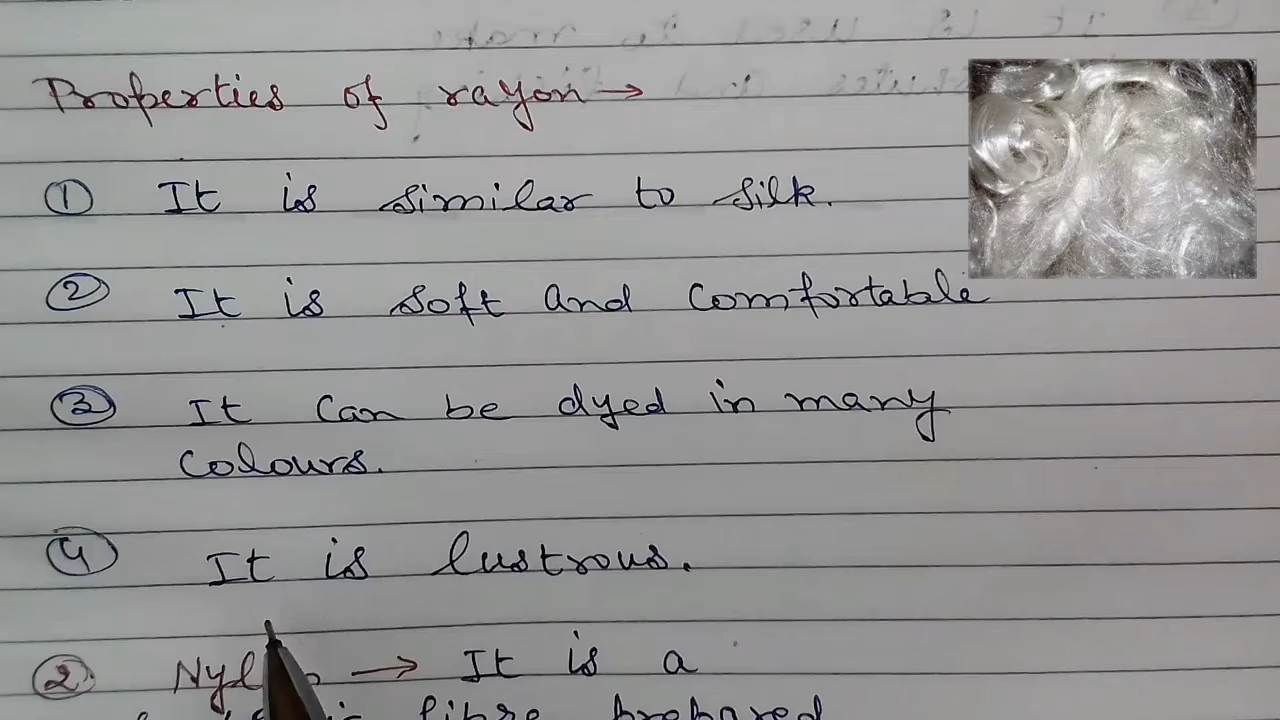 Properties of rayon →
① It is similar to silk.
② It is soft and comfortable
③ It can be dyed in many
colours.
④ It is lustrous.
② → It is a
fibre prepared